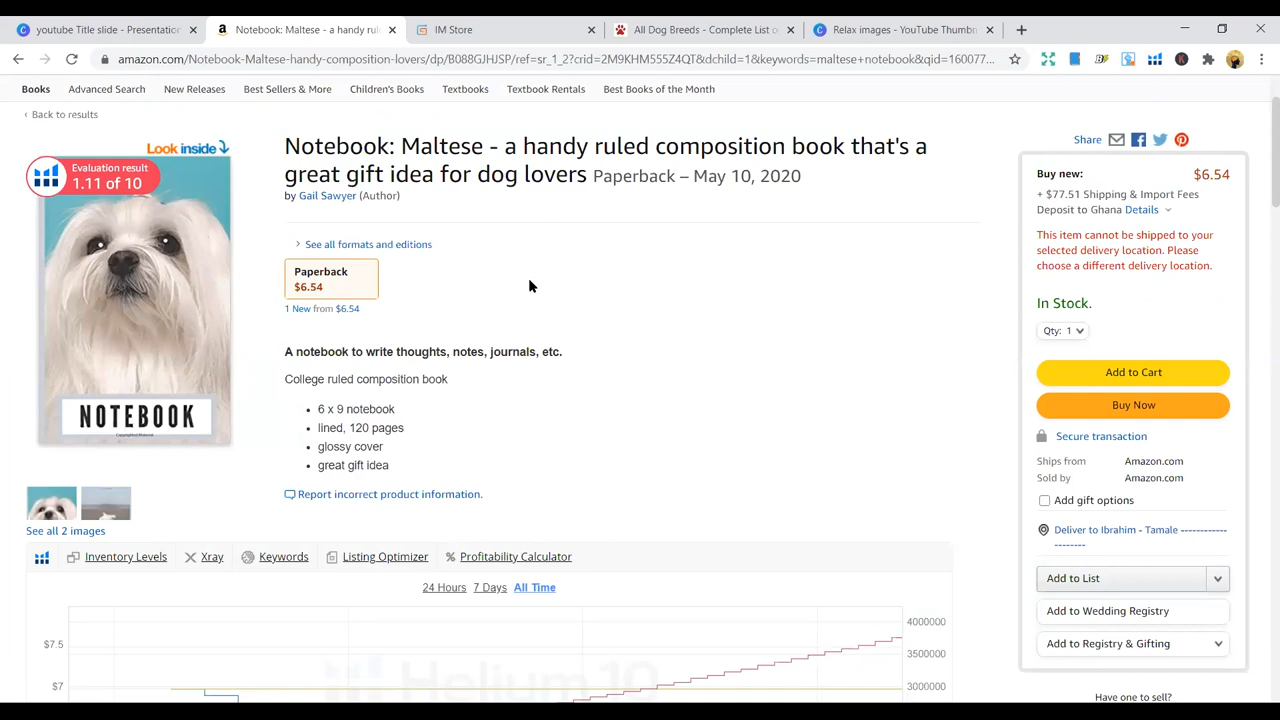 youtube Title slide - Presentation
Notebook: Maltese - a handy rul
IM Store
All Dog Breeds - Complete List o
Relax images - YouTube Thumbn
amazon.com/Notebook-Maltese-handy-composition-lovers/dp/B088GHJHSP/ref=sr_1_2?crid=2M9KHM555Z4QT&dchild=1&keywords=maltese+notebook&qid=160077...
Books
Advanced Search
New Releases
Best Sellers & More
Children's Books
Textbooks
Textbook Rentals
Best Books of the Month
‹ Back to results
Look inside
Evaluation result
1.11 of 10
NOTEBOOK
Copyrighted Material
See all 2 images
Notebook: Maltese - a handy ruled composition book that's a
great gift idea for dog lovers Paperback – May 10, 2020
by Gail Sawyer (Author)
See all formats and editions
Paperback
$6.54
1 New from $6.54
A notebook to write thoughts, notes, journals, etc.
College ruled composition book
• 6 x 9 notebook
• lined, 120 pages
• glossy cover
• great gift idea
Report incorrect product information.
Share
Buy new: $6.54
+ $77.51 Shipping & Import Fees
Deposit to Ghana Details
This item cannot be shipped to your
selected delivery location. Please
choose a different delivery location.
In Stock.
Qty: 1
Add to Cart
Buy Now
Secure transaction
Ships from Amazon.com
Sold by Amazon.com
Add gift options
Deliver to Ibrahim - Tamale ------------
--------
Add to List
Add to Wedding Registry
Add to Registry & Gifting
Have one to sell?
Inventory Levels
Xray
Keywords
Listing Optimizer
Profitability Calculator
24 Hours 7 Days All Time
$7.5
$7
4000000
3500000
3000000
Helium 10